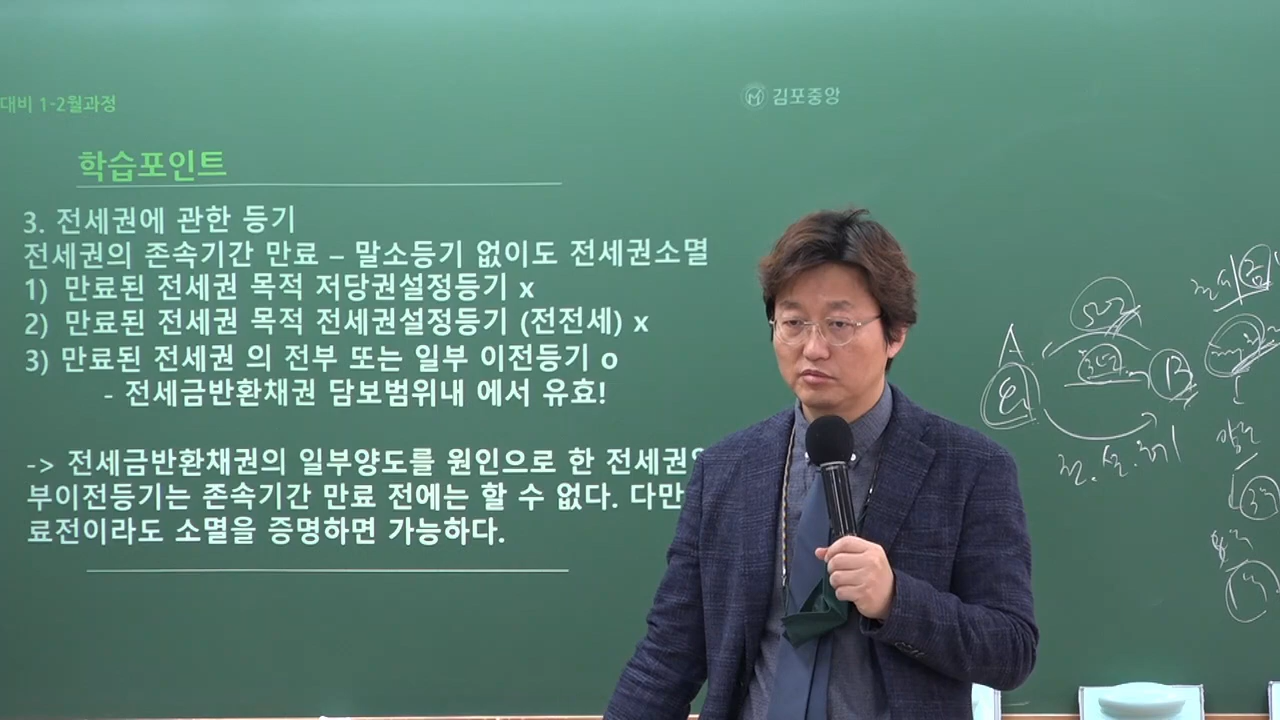 대비 1-2월과정
김포중앙
학습포인트
3. 전세권에 관한 등기
전세권의 존속기간 만료 – 말소등기 없이도 전세권소멸
1) 만료된 전세권 목적 저당권설정등기 x
2) 만료된 전세권 목적 전세권설정등기 (전전세) x
3) 만료된 전세권 의 전부 또는 일부 이전등기 o
- 전세금반환채권 담보범위내 에서 유효!
-> 전세금반환채권의 일부양도를 원인으로 한 전세권의
부이전등기는 존속기간 만료 전에는 할 수 없다. 다만
료전이라도 소멸을 증명하면 가능하다.
A
B